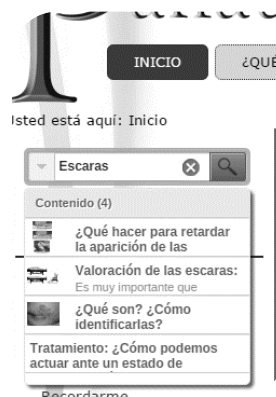 INICIO
¿QUÉ
Usted está aquí: Inicio
Escaras
Contenido (4)
¿Qué hacer para retardar
la aparición de las
Valoración de las escaras:
Es muy importante que
¿Qué son? ¿Cómo
identificarlas?
Tratamiento: ¿Cómo podemos
actuar ante un estado de
Recordarme